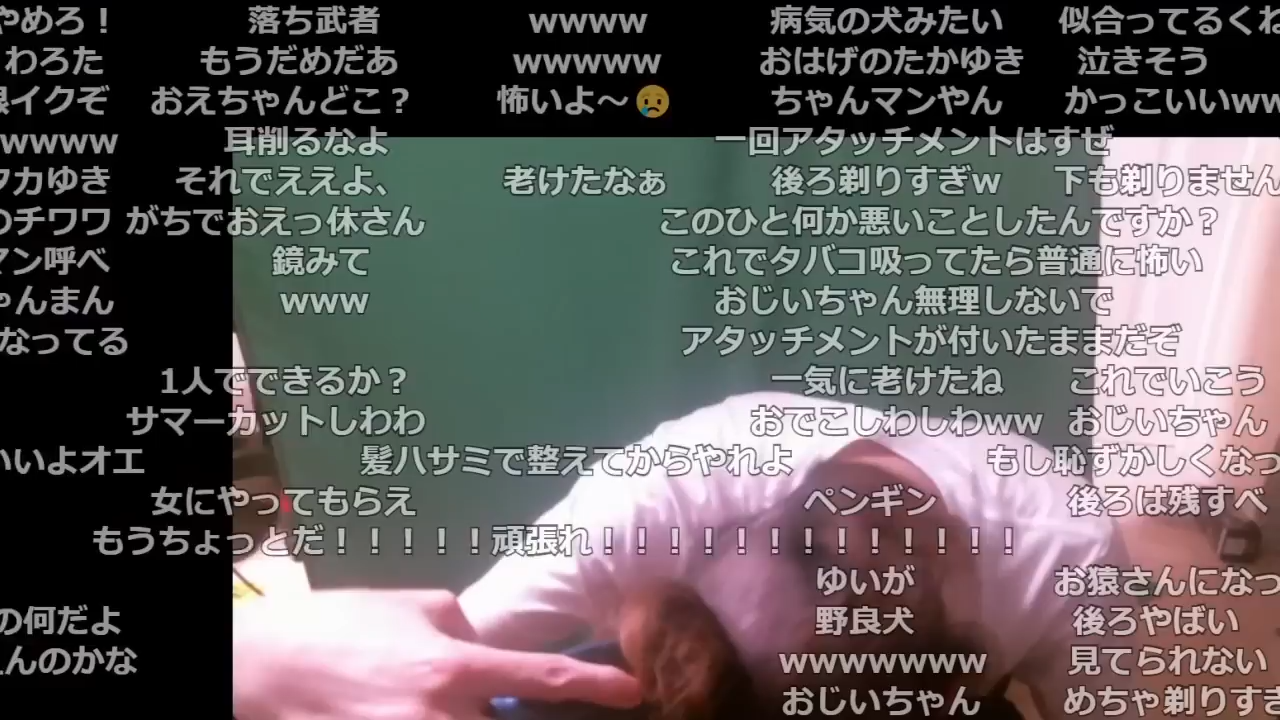 やめろ！ 落ち武者 wwww 病気の犬みたい 似合ってるくね
わろた もうだめだあ wwwww おはげのたかゆき 泣きそう
イクぞ おえちゃんどこ？ 怖いよ～😢 ちゃんマンやん かっこいいww
wwww 耳削るなよ 一回アタッチメントはすぜ
カゆき それでええよ、 老けたなぁ 後ろ剃りすぎw 下も剃りません
のチワワ がちでおえっ休さん このひと何か悪いことしたんですか？
マン呼べ 鏡みて これでタバコ吸ってたら普通に怖い
ゃんまん www おじいちゃん無理しないで
なってる アタッチメントが付いたままだぞ
1人でできるか？ 一気に老けたね これでいこう
サマーカットしわわ おでこしわしわww おじいちゃん
いいよオエ 髪ハサミで整えてからやれよ もし恥ずかしくなっ
女にやってもらえ ペンギン 後ろは残すべ
もうちょっとだ！！！！！頑張れ！！！！！！！！！！！！！
ゆいが お猿さんになっ
の何だよ 野良犬 後ろやばい
んのかな wwwwwww 見てられない
おじいちゃん めちゃ剃りすぎ